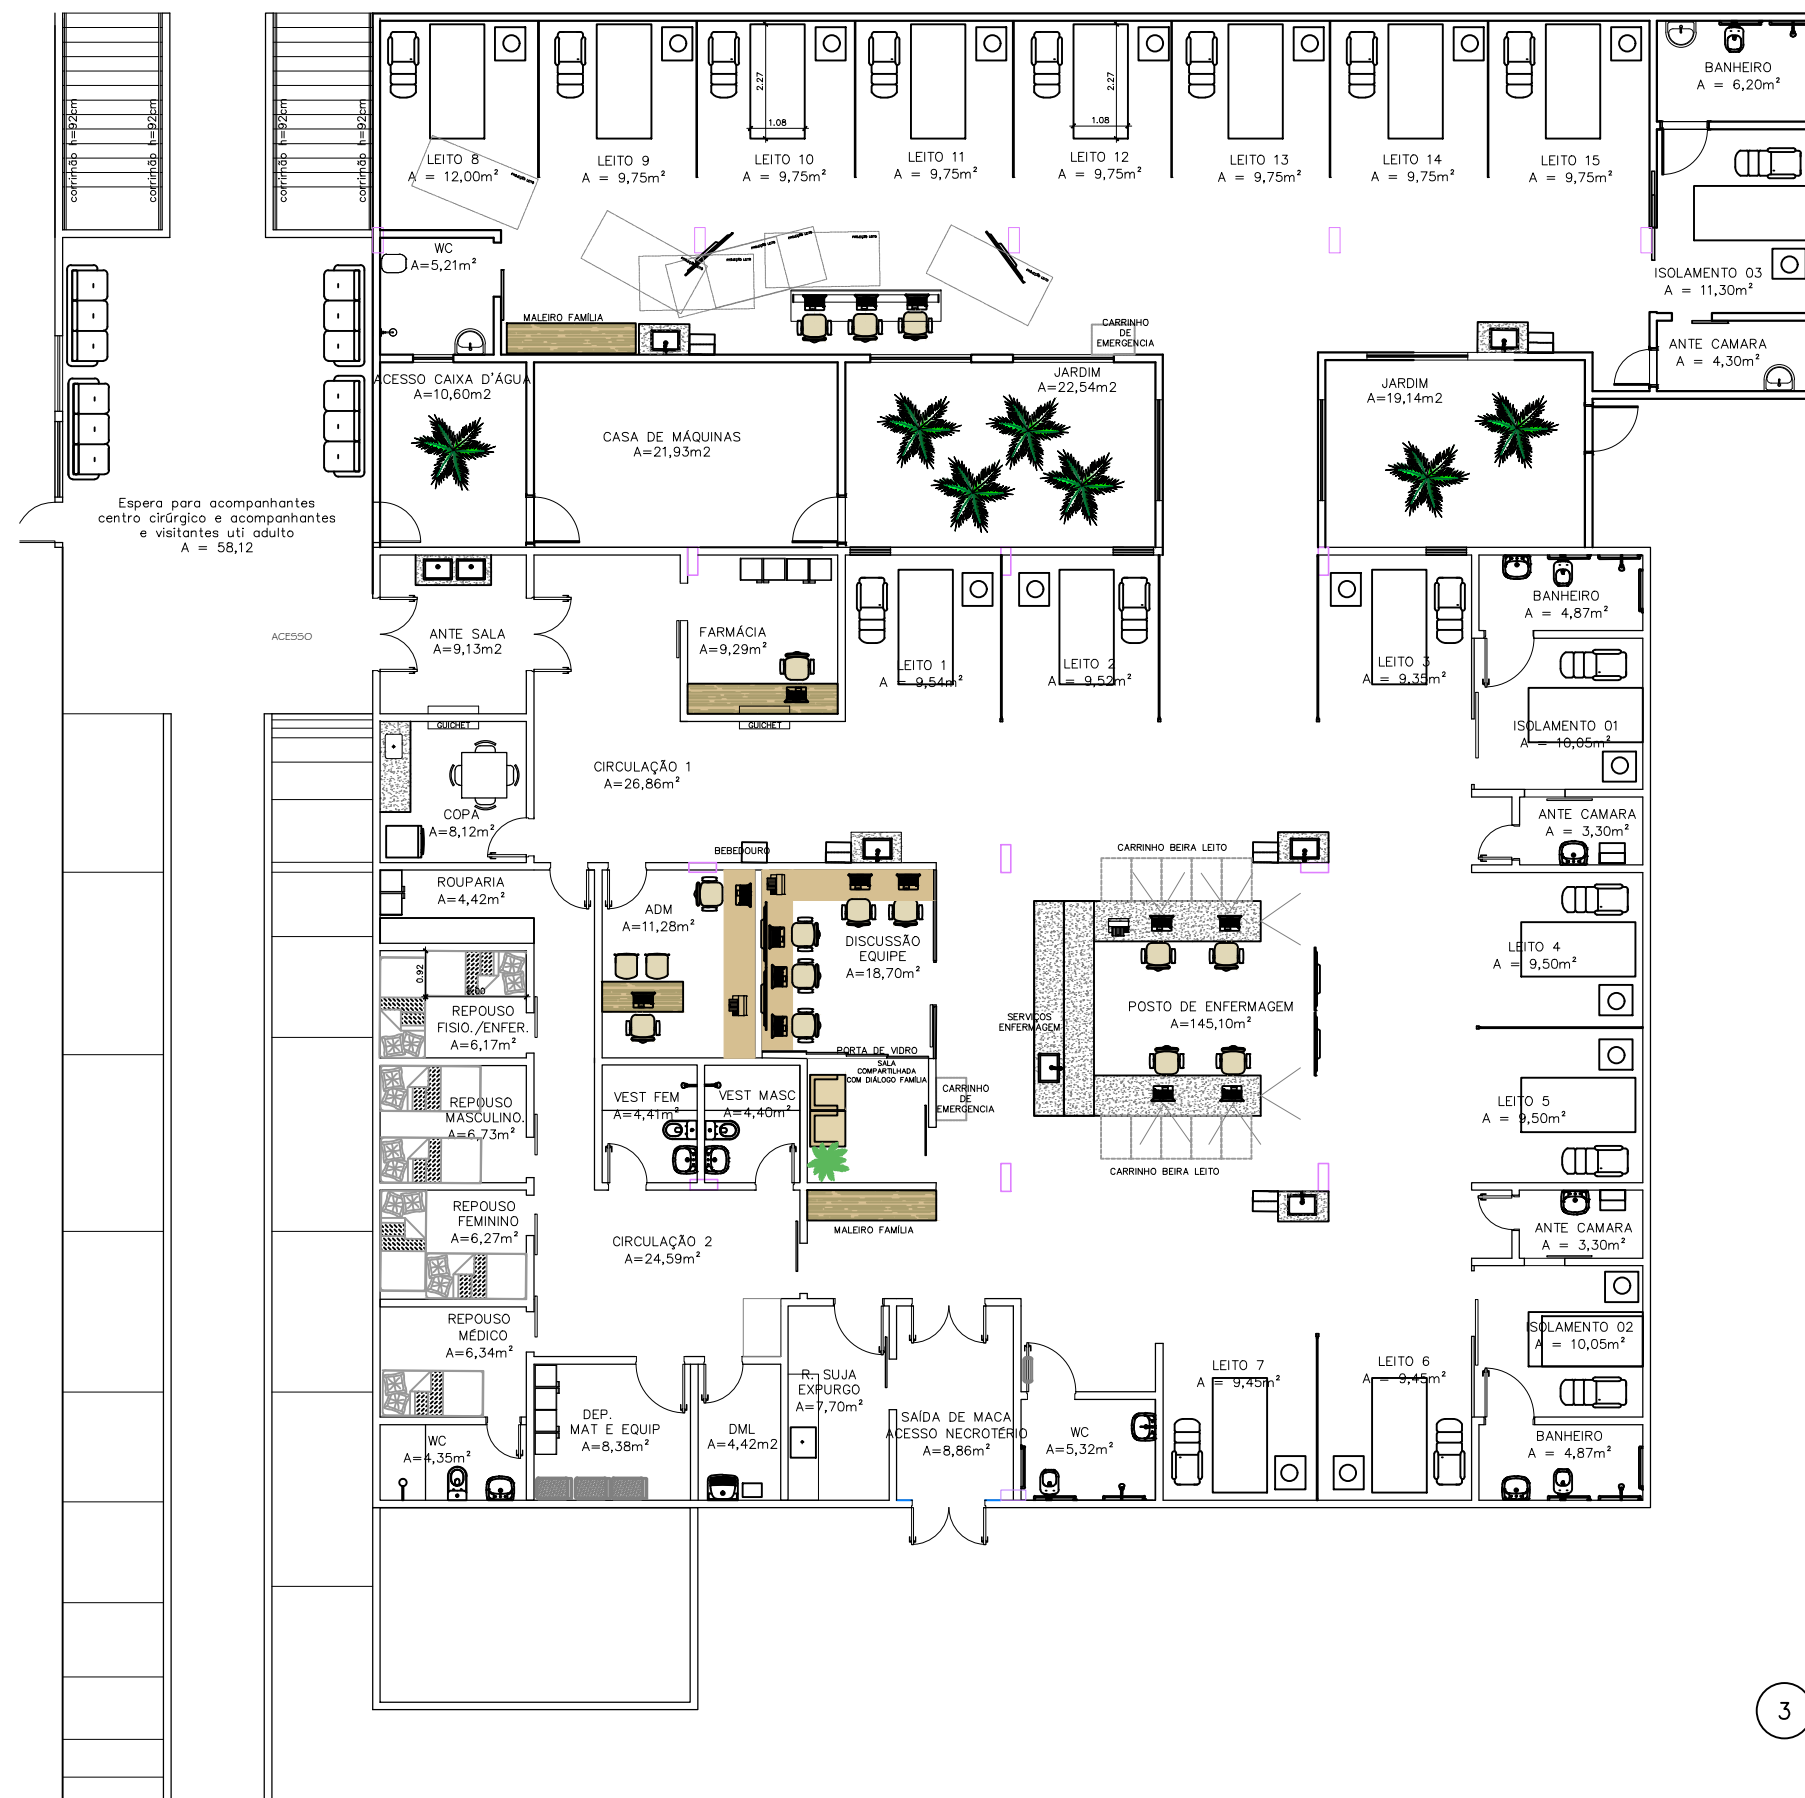 corrimão h=92cm
corrimão h=92cm
corrimão h=92cm
corrimão h=92cm
LEITO 8
A = 12,00m²
LEITO 9
A = 9,75m²
2.27
1.08
LEITO 10
A = 9,75m²
LEITO 11
A = 9,75m²
2.27
1.08
LEITO 12
A = 9,75m²
LEITO 13
A = 9,75m²
LEITO 14
A = 9,75m²
LEITO 15
A = 9,75m²
BANHEIRO
A = 6,20m²
WC
A=5,21m²
MALEIRO FAMÍLIA
CARRINHO
DE
EMERGENCIA
ISOLAMENTO 03
A = 11,30m²
ANTE CAMARA
A = 4,30m²
ACESSO CAIXA D'ÁGUA
A=10,60m2
CASA DE MÁQUINAS
A=21,93m2
JARDIM
A=22,54m2
JARDIM
A=19,14m2
Espera para acompanhantes
centro cirúrgico e acompanhantes
e visitantes uti adulto
A = 58,12
ACESSO
ANTE SALA
A=9,13m2
GUICHET
FARMÁCIA
A=9,29m²
GUICHET
LEITO 1
A = 9,54m²
LEITO 2
A = 9,52m²
LEITO 3
A = 9.35m²
BANHEIRO
A = 4,87m²
ISOLAMENTO 01
A = 10,05m²
CIRCULAÇÃO 1
A=26,86m²
COPA
A=8,12m²
ANTE CAMARA
A = 3,30m²
BEBEDOURO
CARRINHO BEIRA LEITO
ROUPARIA
A=4,42m²
ADM
A=11,28m²
DISCUSSÃO
EQUIPE
A=18,70m²
LEITO 4
A = 9,50m²
0.92
REPOUSO
FISIO./ENFER.
A=6,17m²
POSTO DE ENFERMAGEM
A=145,10m²
SERVIÇOS
ENFERMAGEM
PORTA DE VIDRO
SALA
COMPARTILHADA
COM DIÁLOGO FAMÍLIA
CARRINHO
DE
EMERGENCIA
REPOUSO
MASCULINO.
A=6,73m²
VEST FEM
A=4,41m²
VEST MASC
A=4,40m²
LEITO 5
A = 9,50m²
CARRINHO BEIRA LEITO
REPOUSO
FEMININO
A=6,27m²
MALEIRO FAMÍLIA
CIRCULAÇÃO 2
A=24,59m²
ANTE CAMARA
A = 3,30m²
REPOUSO
MÉDICO
A=6,34m²
ISOLAMENTO 02
A = 10,05m²
R. SUJA
EXPURGO
A=7,70m²
LEITO 7
A = 9,45m²
LEITO 6
A = 9,45m²
DEP.
MAT E EQUIP
A=8,38m²
DML
A=4,42m2
SAÍDA DE MACA
ACESSO NECROTÉRIO
A=8,86m²
WC
A=5,32m²
WC
A=4,35m²
BANHEIRO
A = 4,87m²
3